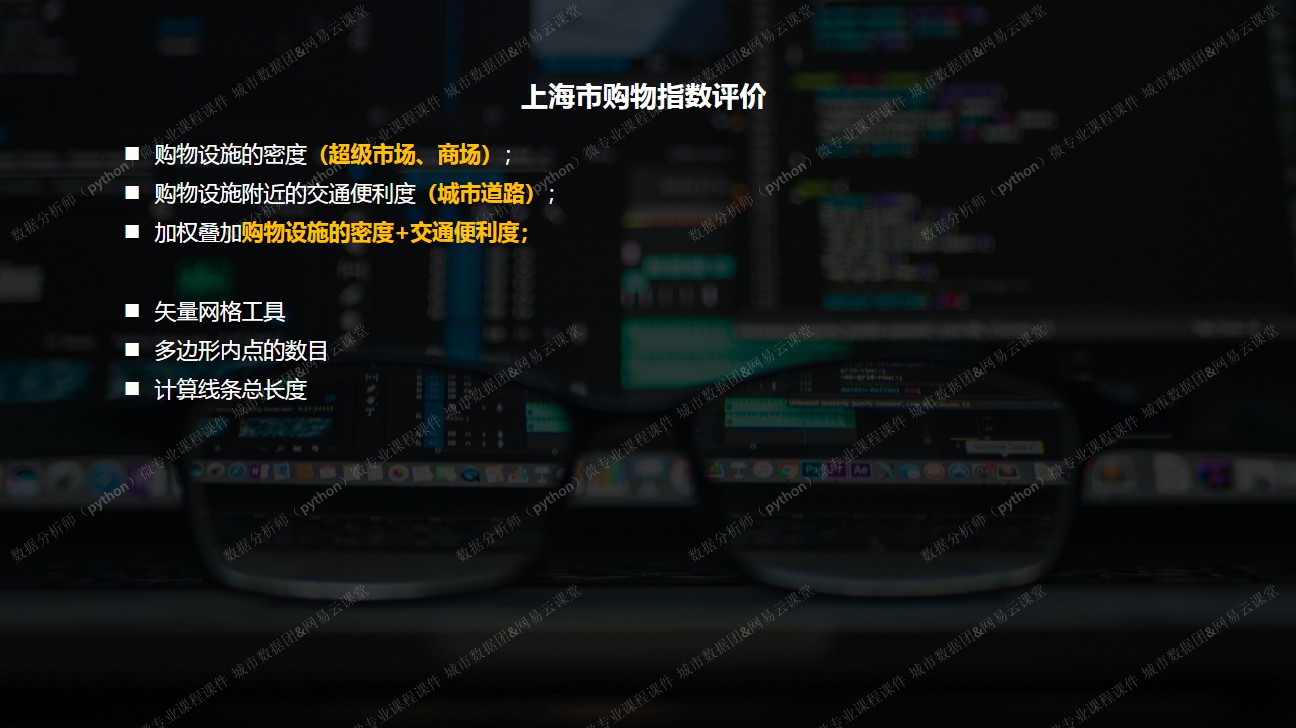 上海市购物指数评价
■ 购物设施的密度（超级市场、商场）；
■ 购物设施附近的交通便利度（城市道路）；
■ 加权叠加购物设施的密度+交通便利度；
■ 矢量网格工具
■ 多边形内点的数目
■ 计算线条总长度
数据分析师（python）微专业课程课件 城市数据团&网易云课堂